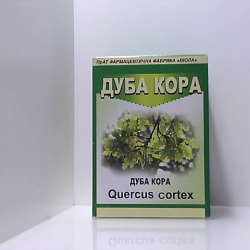 ПрАТ ФАРМАЦЕВТИЧНА ФАБРИКА «ВІОЛА»
ДУБА КОРА
ДУБА КОРА
Quercus cortex